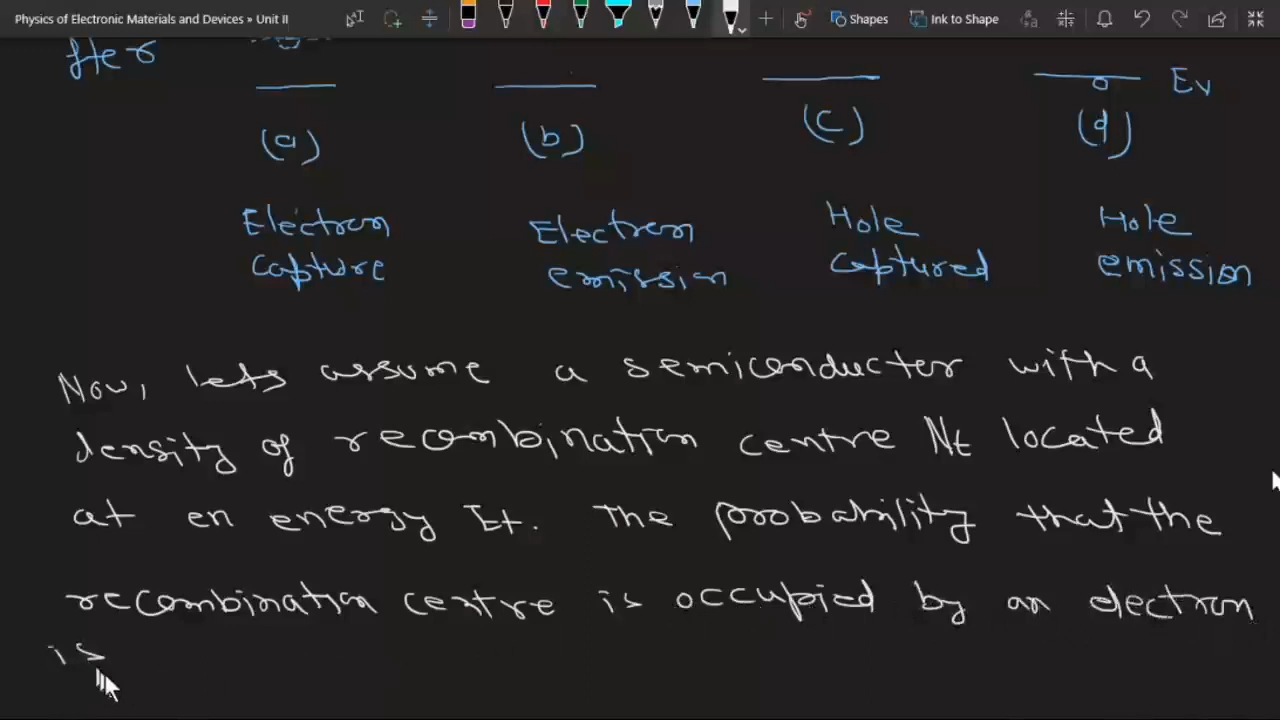 Physics of Electronic Materials and Devices » Unit II
Shapes
Ink to Shape
fter
Ev
(a) (b) (c) (d)
Electron Electron Hole Hole
capture emission captured emission
Now, lets assume a semiconductor with a
density of recombination centre Nt located
at en energy Et. The probability that the
recombination centre is occupied by an electron
is